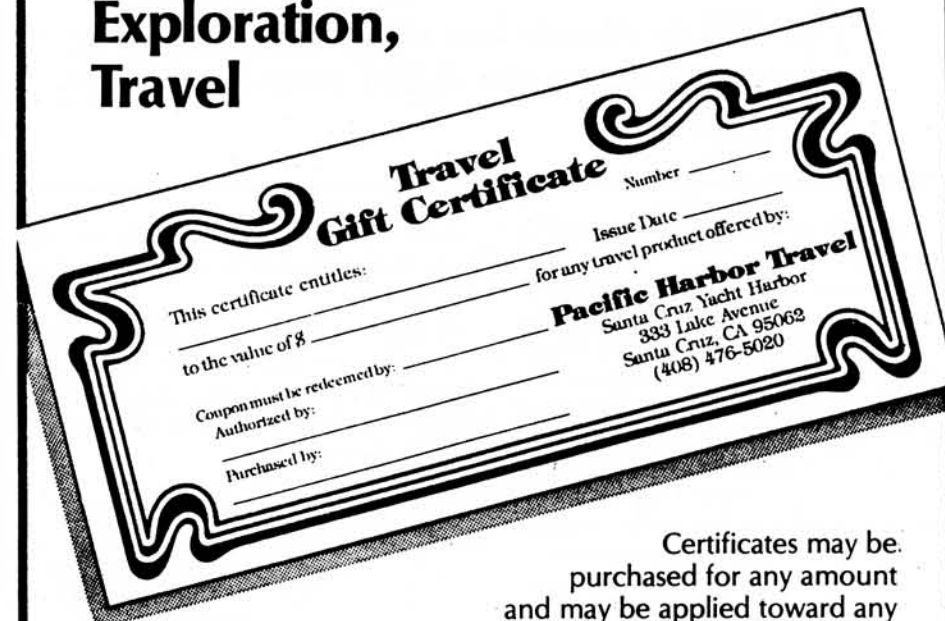 Exploration,
Travel
Travel
Gift Certificate
Number
Issue Date
This certificate entitles:
for any travel product offered by:
to the value of $
Pacific Harbor Travel
Santa Cruz Yacht Harbor
333 Lake Avenue
Santa Cruz, CA 95062
(408) 476-5020
Coupon must be redeemed by:
Authorized by:
Purchased by:
Certificates may be
purchased for any amount
and may be applied toward any